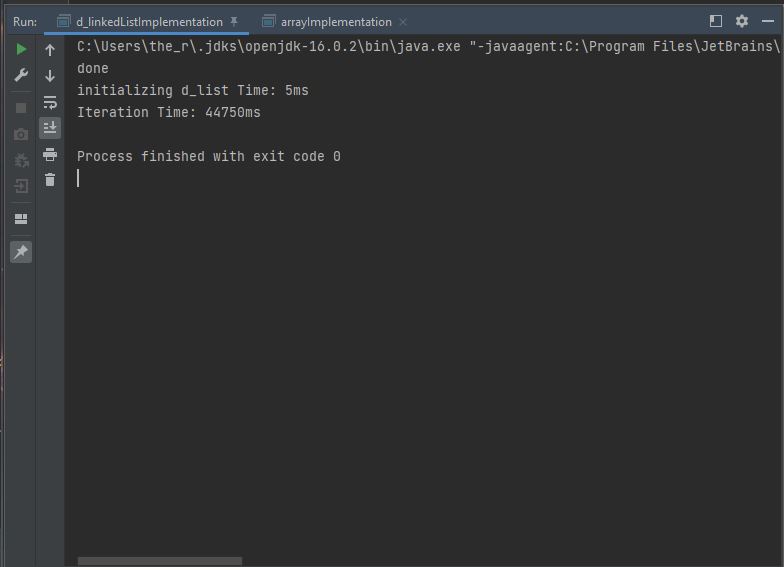 Run: d_linkedListImplementation arrayImplementation
C:\Users\the_r\.jdks\openjdk-16.0.2\bin\java.exe "-javaagent:C:\Program Files\JetBrains\
done
initializing d_list Time: 5ms
Iteration Time: 44750ms
Process finished with exit code 0